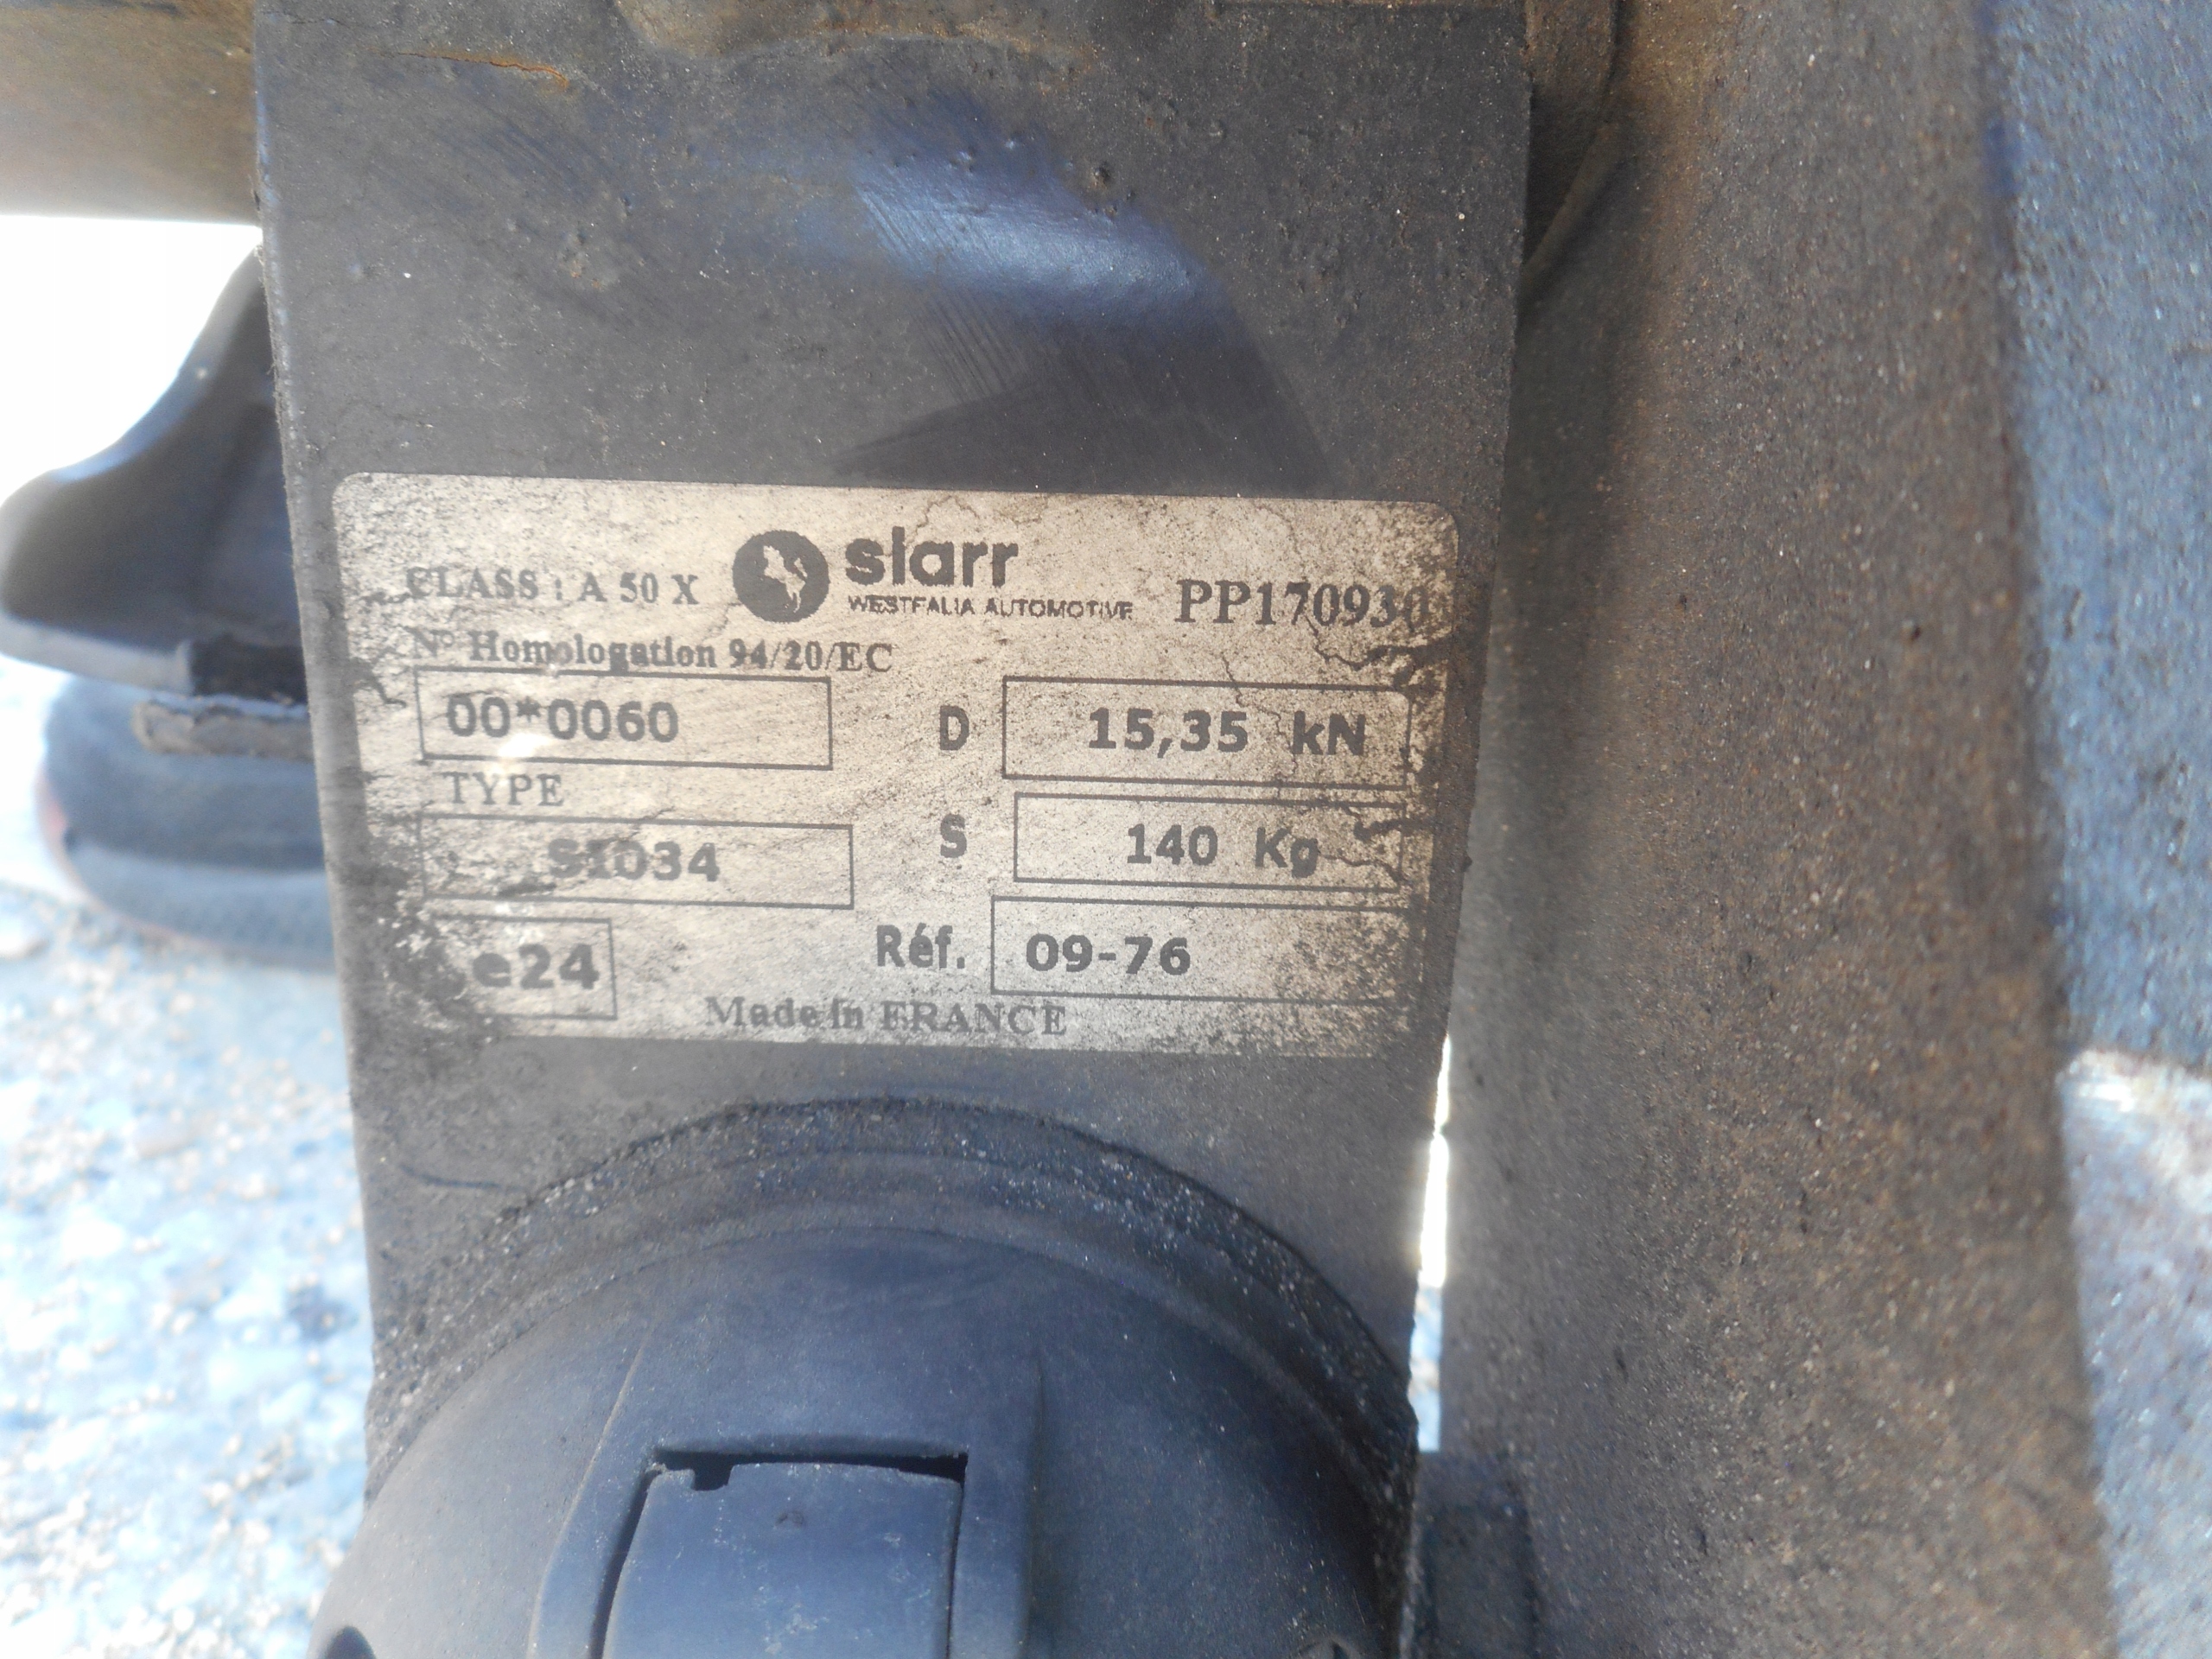 siarr
CLASS : A 50 X WESTFALIA AUTOMOTIVE PP170930
N° Homologation 94/20/EC
00*0060 D 15,35 kN
TYPE
S1034 S 140 Kg
e24 Réf. 09-76
Made in FRANCE